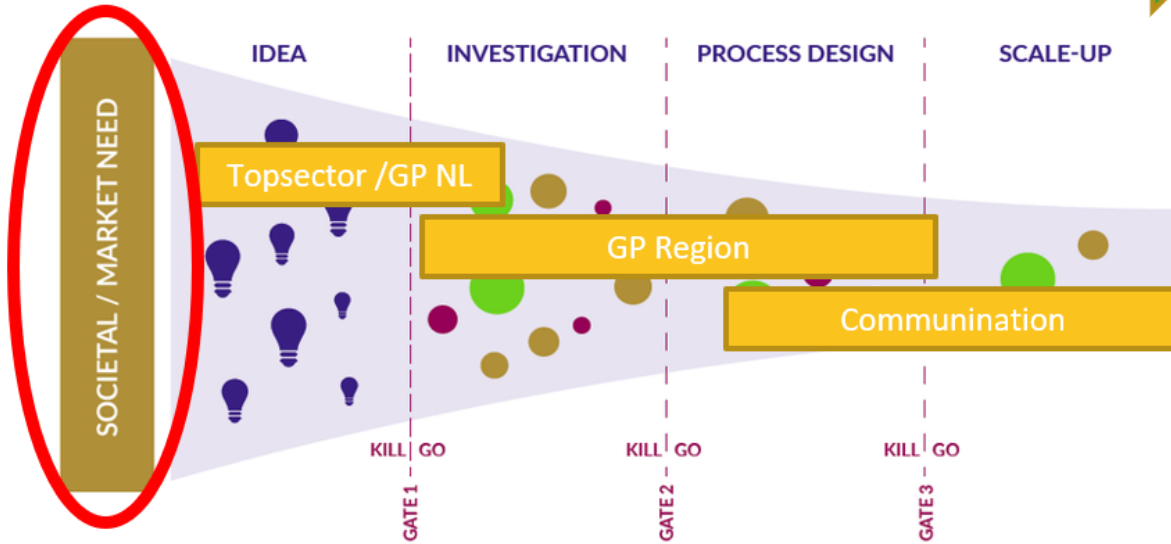 IDEA
INVESTIGATION
PROCESS DESIGN
SCALE-UP
SOCIETAL / MARKET NEED
Topsector /GP NL
GP Region
Communination
KILL GO
KILL GO
KILL GO
GATE 1
GATE 2
GATE 3